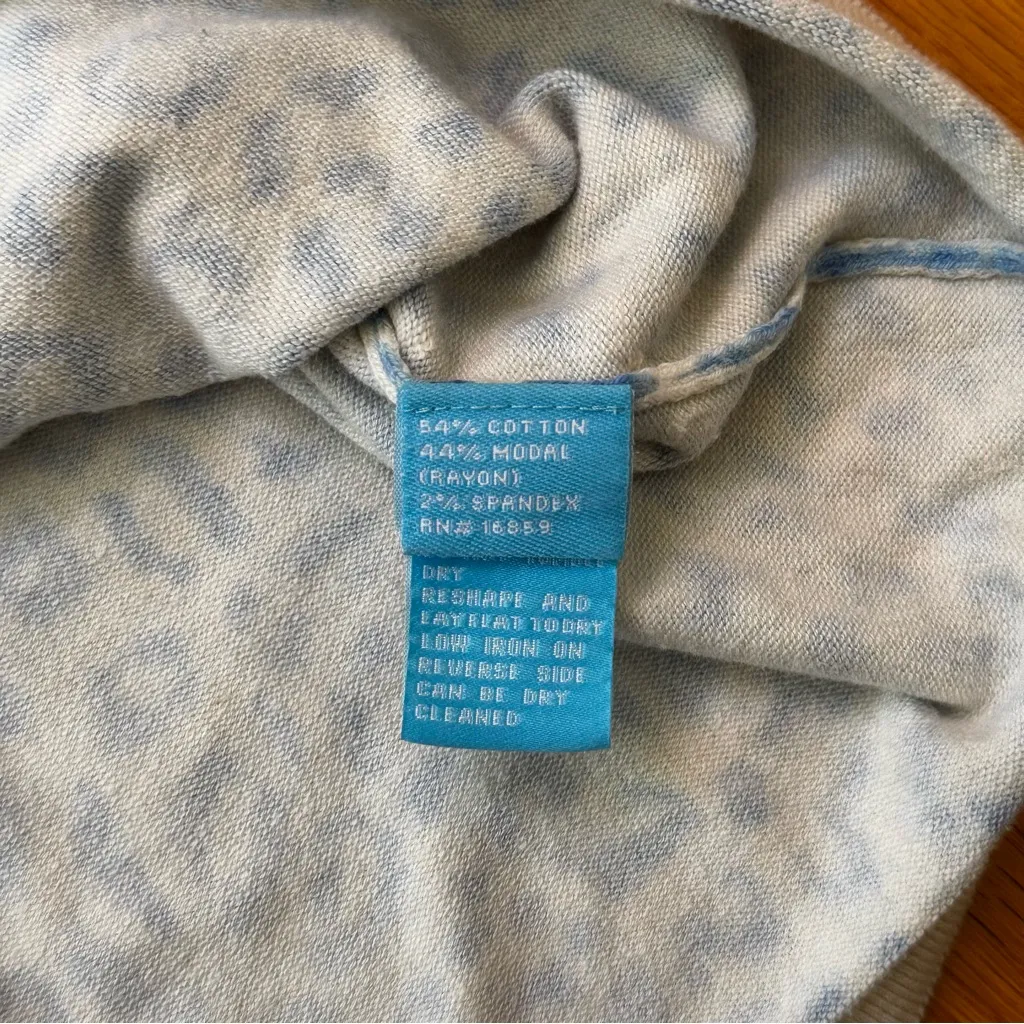 54% COTTON
44% MODAL
(RAYON)
2% SPANDEX
RN# 16859
DRY
RESHAPE AND
LAY FLAT TO DRY
LOW IRON ON
REVERSE SIDE
CAN BE DRY
CLEANED